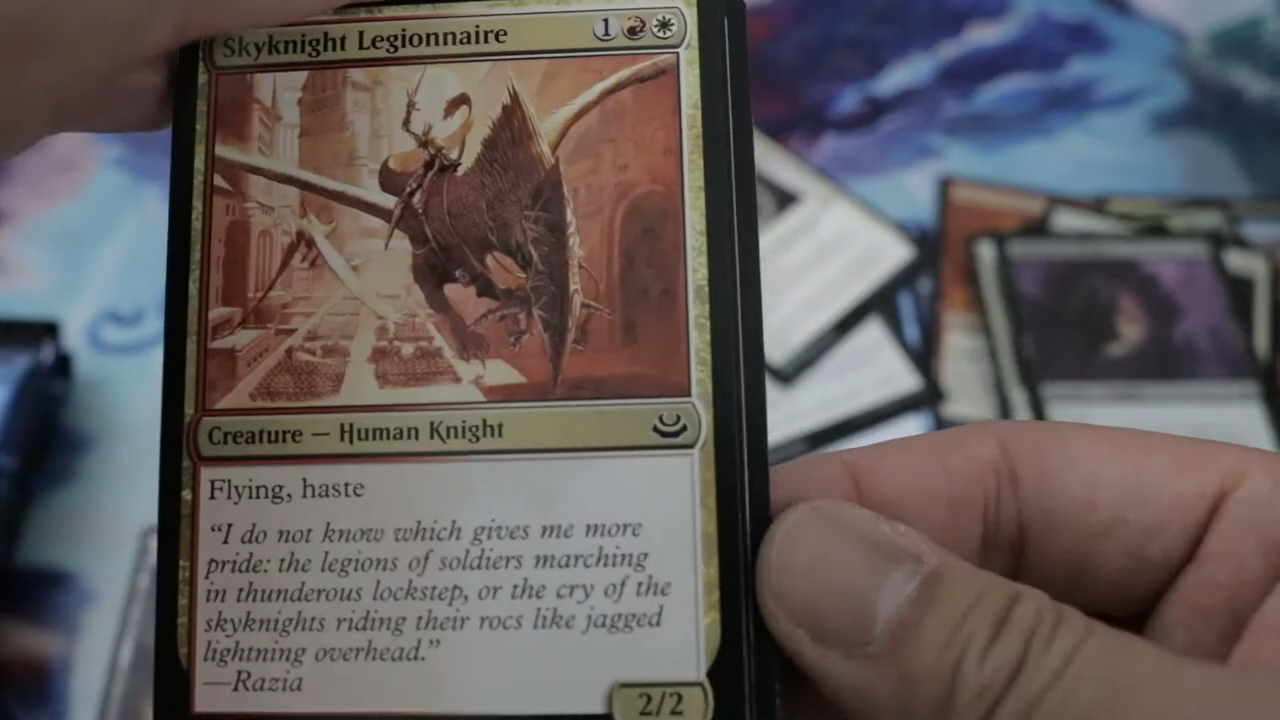 Skyknight Legionnaire 1
Creature — Human Knight
Flying, haste
“I do not know which gives me more
pride: the legions of soldiers marching
in thunderous lockstep, or the cry of the
skyknights riding their rocs like jagged
lightning overhead.”
—Razia
2/2